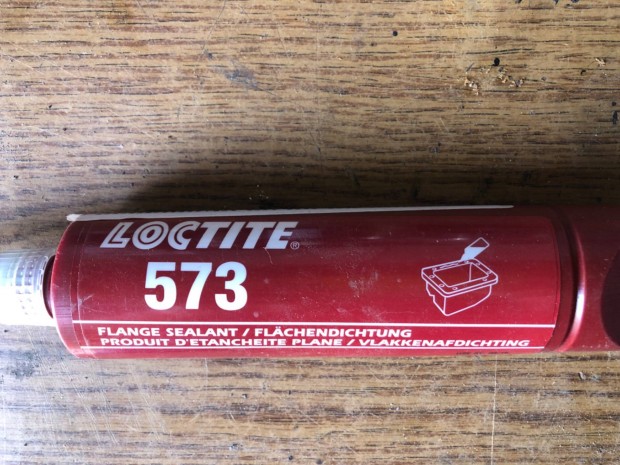 LOCTITE®
573
FLANGE SEALANT / FLÄCHENDICHTUNG
PRODUIT D'ETANCHEITE PLANE / VLAKKENAFDICHTING